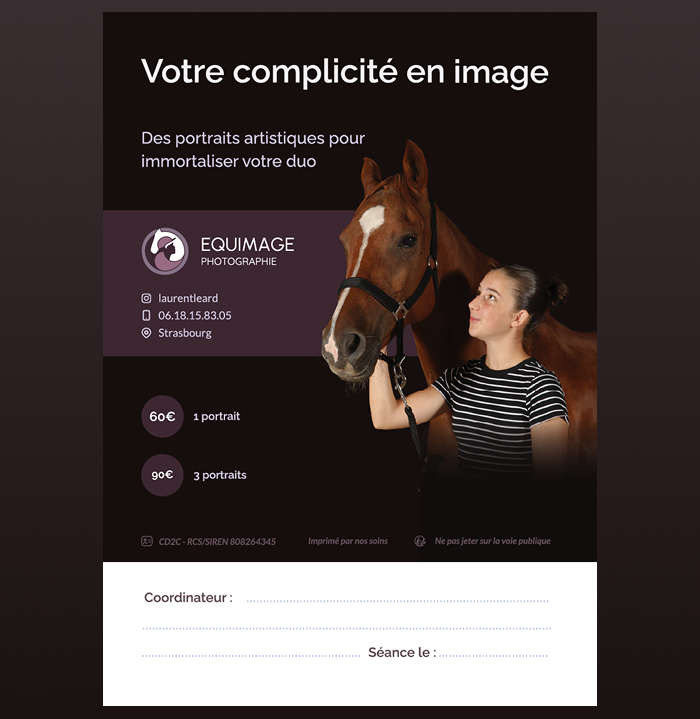 Votre complicité en image
Des portraits artistiques pour
immortaliser votre duo
EQUIMAGE
PHOTOGRAPHIE
laurentleard
06.18.15.83.05
Strasbourg
60€ 1 portrait
90€ 3 portraits
CD2C - RCS/SIREN 808264345 Imprimé par nos soins Ne pas jeter sur la voie publique
Coordinateur :
Séance le :